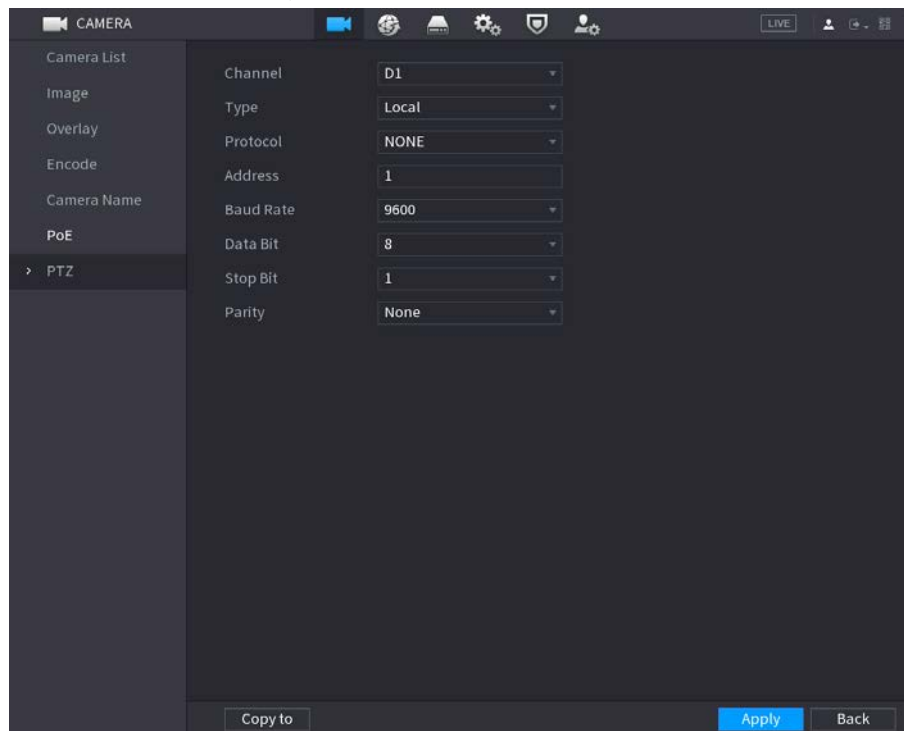 CAMERA
LIVE
Camera List
Image
Overlay
Encode
Camera Name
PoE
> PTZ
Channel D1
Type Local
Protocol NONE
Address 1
Baud Rate 9600
Data Bit 8
Stop Bit 1
Parity None
Copy to Apply Back